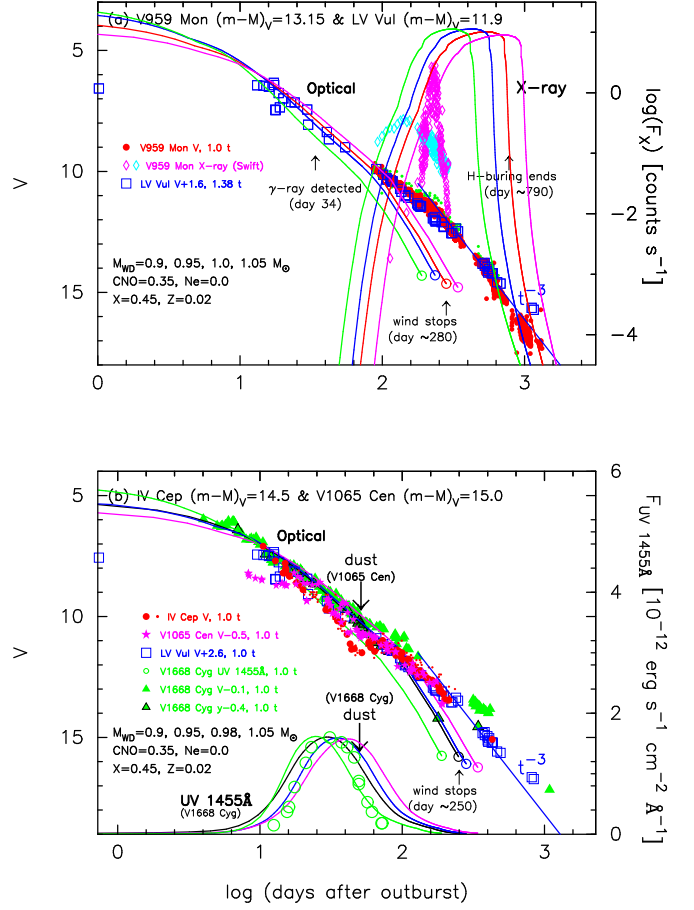 (a) V959 Mon (m−M)V=13.15 & LV Vul (m−M)V=11.9
5
10
15
V
0
1
2
3
0
−2
−4
log(FX) [counts s−1]
Optical
X−ray
V959 Mon V, 1.0 t
V959 Mon X−ray (Swift)
LV Vul V+1.6, 1.38 t
γ−ray detected
(day 34)
H−buring ends
(day ~790)
MWD=0.9, 0.95, 1.0, 1.05 M⊙
CNO=0.35, Ne=0.0
X=0.45, Z=0.02
wind stops
(day ~280)
t−3
(b) IV Cep (m−M)V=14.5 & V1065 Cen (m−M)V=15.0
5
10
15
V
6
4
2
0
FUV 1455Å [10−12 erg s−1 cm−2 Å−1]
Optical
dust
(V1065 Cen)
IV Cep V, 1.0 t
V1065 Cen V−0.5, 1.0 t
LV Vul V+2.6, 1.0 t
V1668 Cyg UV 1455Å, 1.0 t
V1668 Cyg V−0.1, 1.0 t
V1668 Cyg y−0.4, 1.0 t
(V1668 Cyg)
dust
MWD=0.9, 0.95, 0.98, 1.05 M⊙
CNO=0.35, Ne=0.0
X=0.45, Z=0.02
UV 1455Å
(V1668 Cyg)
wind stops
(day ~250)
t−3
0
1
2
3
log (days after outburst)